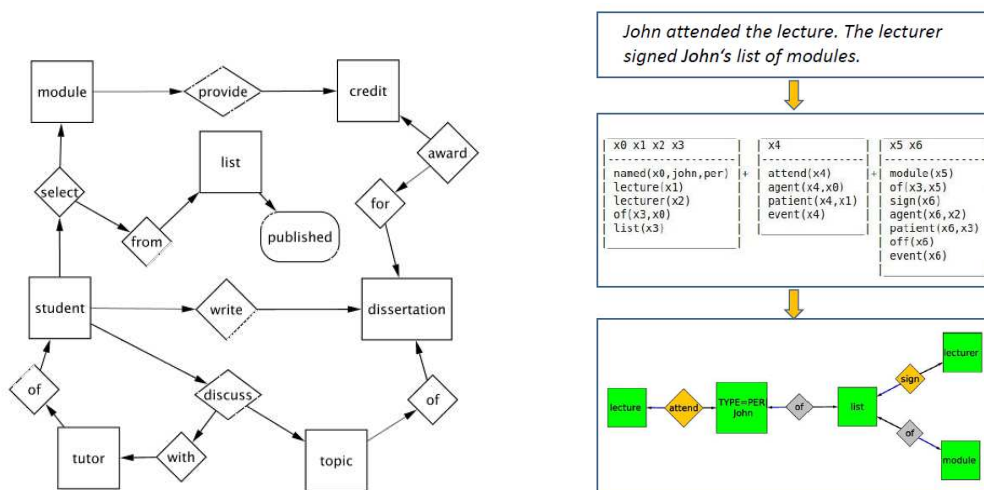 module
provide
credit
list
award
select
for
from
published
student
write
dissertation
of
discuss
of
tutor
with
topic
John attended the lecture. The lecturer
signed John‘s list of modules.
x0 x1 x2 x3
named(x0,john,per)
lecture(x1)
lecturer(x2)
of(x3,x0)
list(x3)
+
x4
attend(x4)
agent(x4,x0)
patient(x4,x1)
event(x4)
+
x5 x6
module(x5)
of(x3,x5)
sign(x6)
agent(x6,x2)
patient(x6,x3)
off(x6)
event(x6)
lecturer
sign
lecture
attend
TYPE=PER
John
of
list
of
module